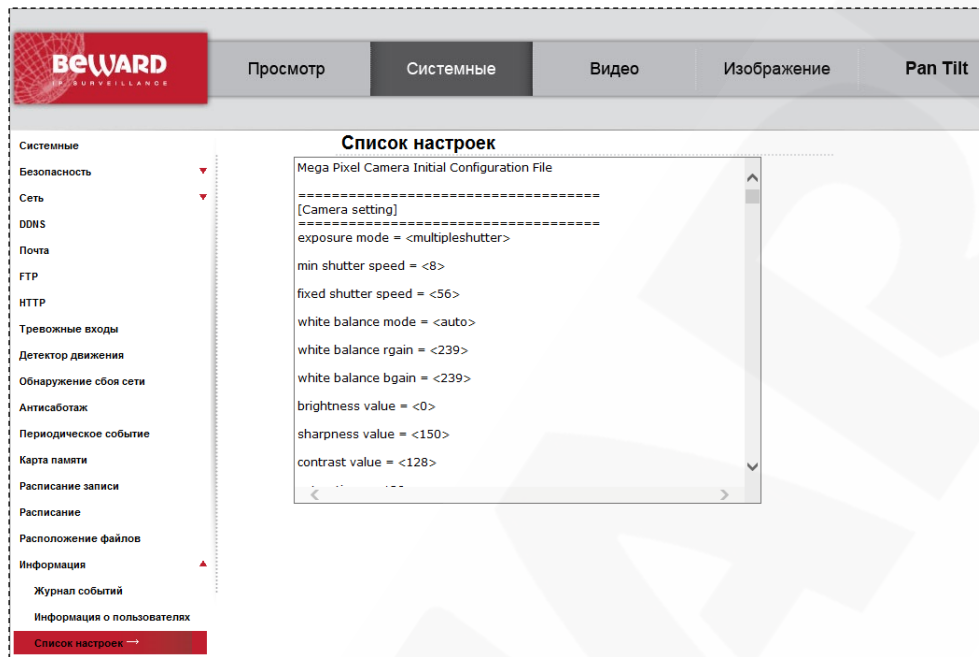 BEWARD
IP SURVEILLANCE
Просмотр
Системные
Видео
Изображение
Pan Tilt
Системные
Безопасность
Сеть
DDNS
Почта
FTP
HTTP
Тревожные входы
Детектор движения
Обнаружение сбоя сети
Антисаботаж
Периодическое событие
Карта памяти
Расписание записи
Расписание
Расположение файлов
Информация
Журнал событий
Информация о пользователях
Список настроек →
Список настроек
Mega Pixel Camera Initial Configuration File
====================================
[Camera setting]
====================================
exposure mode = <multipleshutter>
min shutter speed = <8>
fixed shutter speed = <56>
white balance mode = <auto>
white balance rgain = <239>
white balance bgain = <239>
brightness value = <0>
sharpness value = <150>
contrast value = <128>